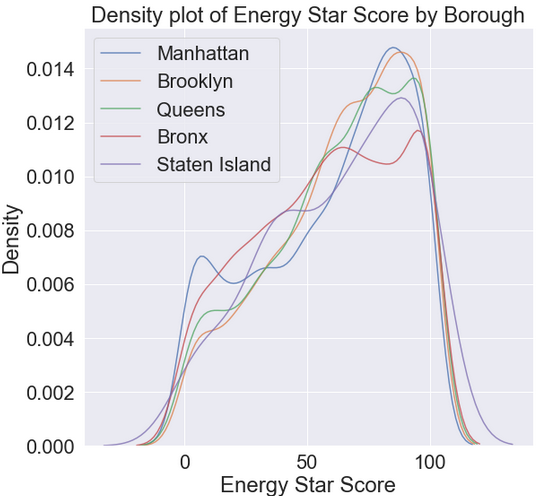 Density plot of Energy Star Score by Borough
Manhattan
Brooklyn
Queens
Bronx
Staten Island
0.014
0.012
0.010
0.008
0.006
0.004
0.002
0.000
Density
0 50 100
Energy Star Score